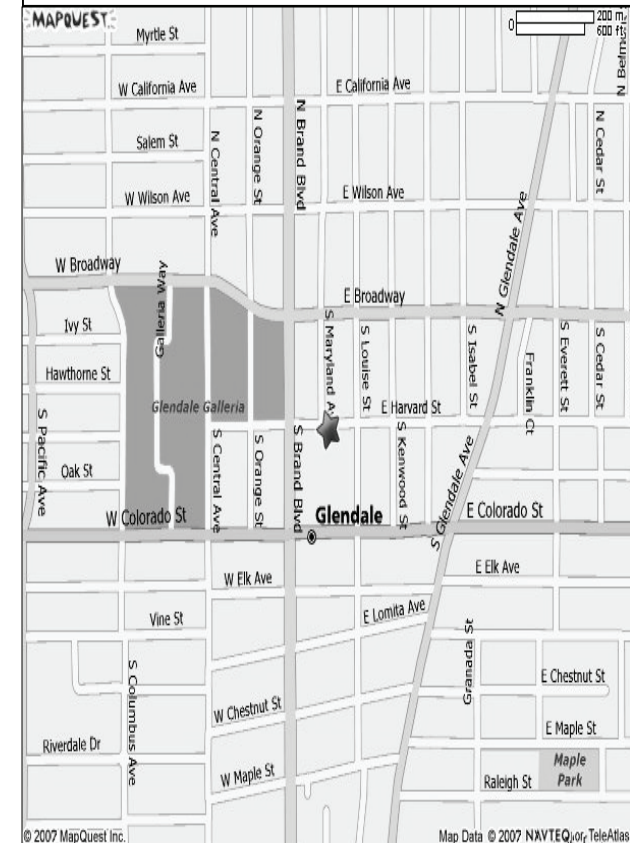 MAPQUEST
0 200 m
600 ft
Myrtle St
W California Ave
E California Ave
N Orange St
N Brand Blvd
N Cedar St
Salem St
N Central Ave
W Wilson Ave
E Wilson Ave
N Glendale Ave
W Broadway
Galleria Way
E Broadway
Ivy St
S Maryland
S Louise St
S Isabel St
Franklin Ct
S Everett St
S Cedar St
Hawthorne St
Glendale Galleria
E Harvard St
S Pacific Ave
Oak St
S Central Ave
S Orange St
S Brand Blvd
S Kenwood St
S Glendale Ave
W Colorado St
Glendale
E Colorado St
W Elk Ave
E Elk Ave
Vine St
E Lomita Ave
Granada St
S Columbus Ave
E Chestnut St
W Chestnut St
Riverdale Dr
E Maple St
W Maple St
Maple
Park
Raleigh St
© 2007 MapQuest Inc.
Map Data © 2007 NAVTEQ or TeleAtlas